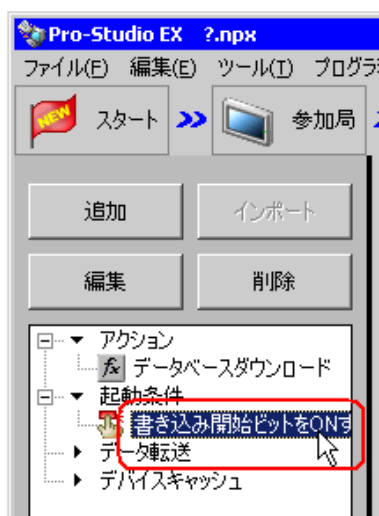 Pro-Studio EX ?.npx
ファイル(F) 編集(E) ツール(T) プログラ
NEW スタート 参加局
追加 インポート
編集 削除
アクション
fx データベースダウンロード
起動条件
書き込み開始ビットをONす
データ転送
デバイスキャッシュ